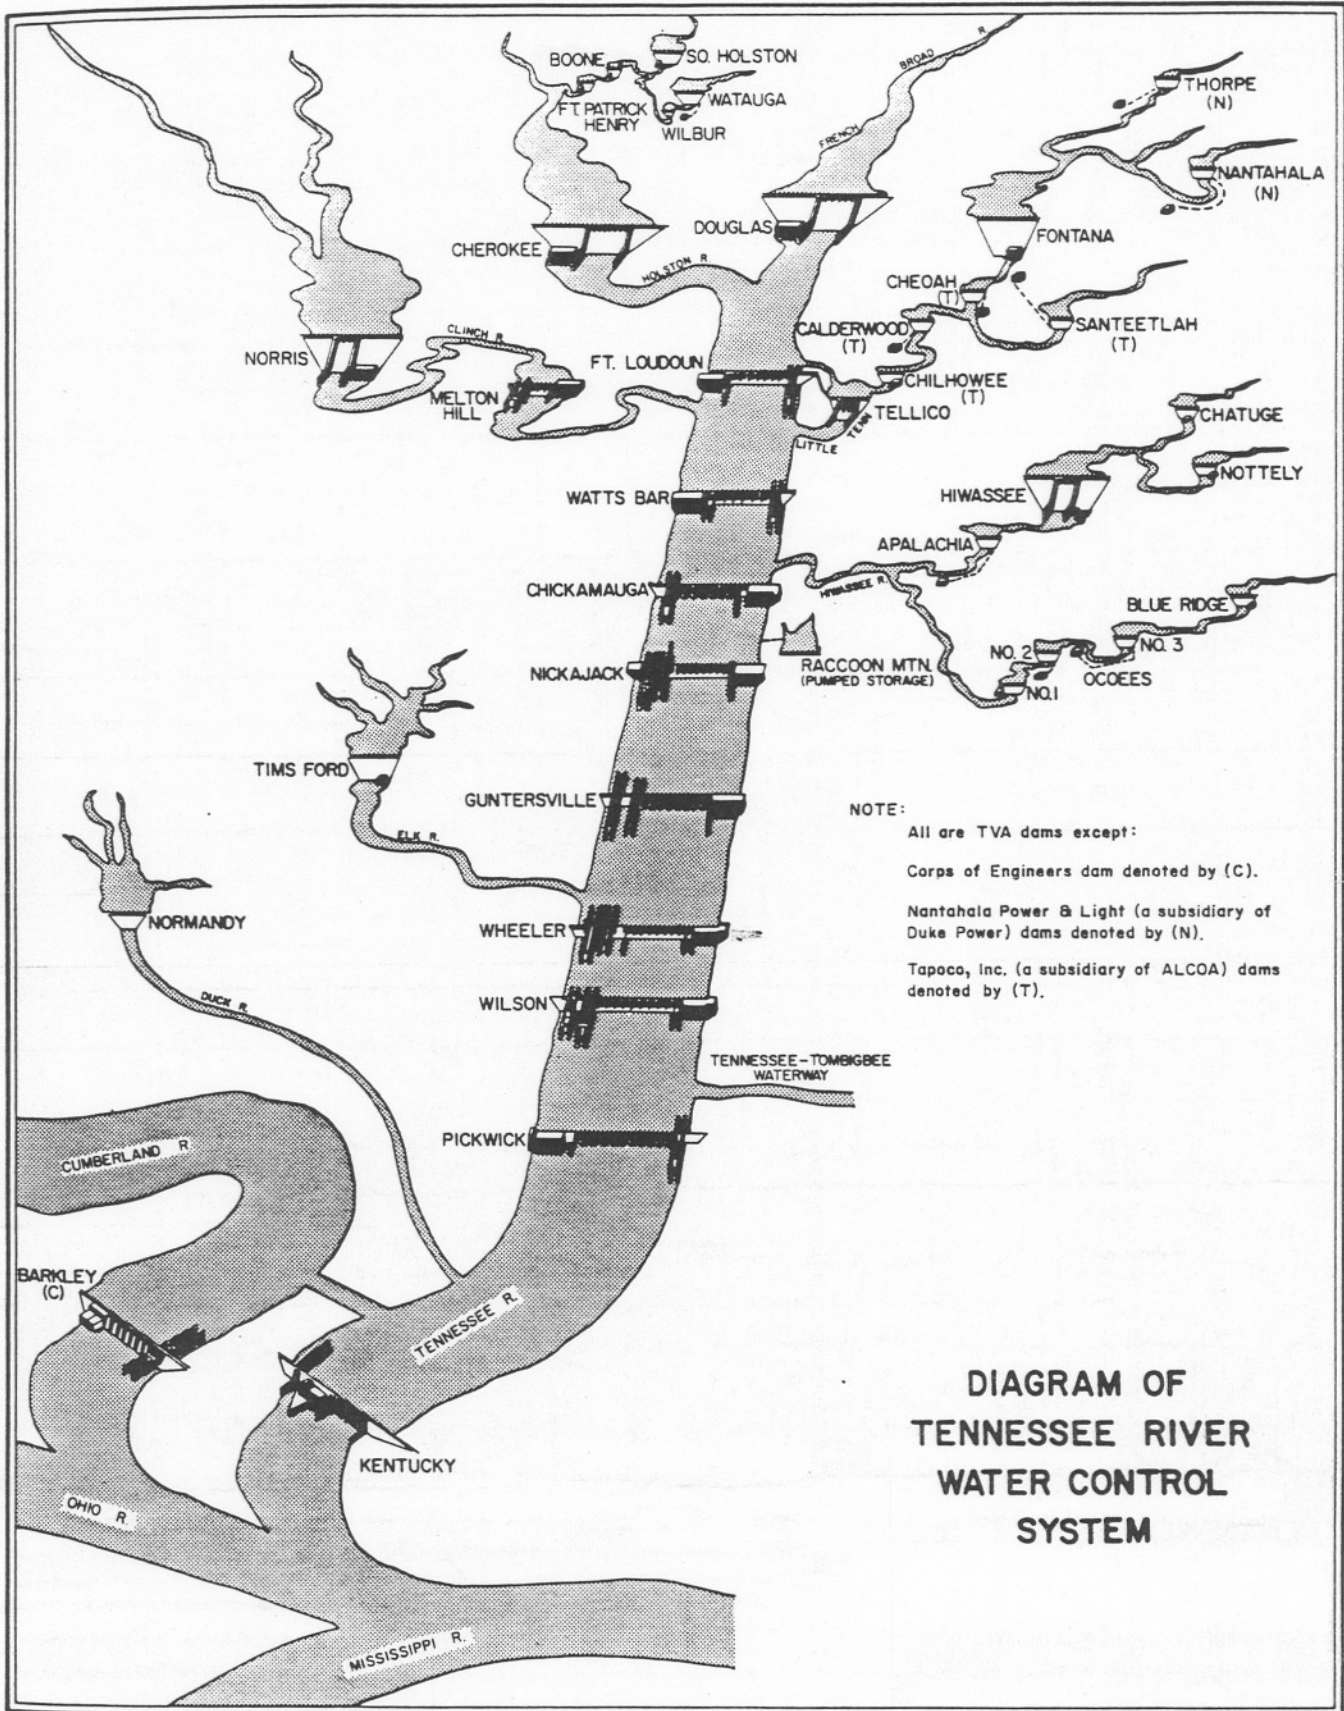 BOONE
SO. HOLSTON
FT. PATRICK
HENRY
WATAUGA
WILBUR
FRENCH
BROAD
R.
THORPE
(N)
NANTAHALA
(N)
CHEROKEE
DOUGLAS
FONTANA
HOLSTON R.
CHEOAH
(T)
CALDERWOOD
(T)
SANTEETLAH
(T)
NORRIS
CLINCH R.
MELTON
HILL
FT. LOUDOUN
CHILHOWEE
(T)
TELLICO
LITTLE TENN
CHATUGE
NOTTELY
HIWASSEE
WATTS BAR
APALACHIA
HIWASSEE R.
CHICKAMAUGA
BLUE RIDGE
NO. 2
NO. 3
OCOEES
NO.1
NICKAJACK
RACCOON MTN.
(PUMPED STORAGE)
TIMS FORD
GUNTERSVILLE
ELK R.
NOTE:
All are TVA dams except:
Corps of Engineers dam denoted by (C).
Nantahala Power & Light (a subsidiary of
Duke Power) dams denoted by (N).
Tapoco, Inc. (a subsidiary of ALCOA) dams
denoted by (T).
NORMANDY
WHEELER
DUCK R.
WILSON
TENNESSEE-TOMBIGBEE
WATERWAY
PICKWICK
CUMBERLAND R.
BARKLEY
(C)
TENNESSEE R.
KENTUCKY
OHIO R.
MISSISSIPPI R.
DIAGRAM OF
TENNESSEE RIVER
WATER CONTROL
SYSTEM